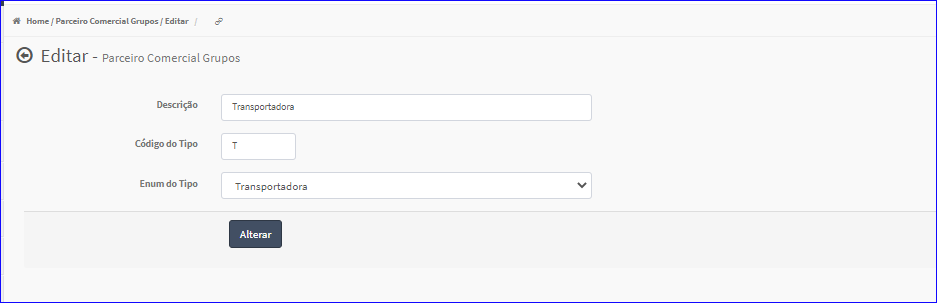 Home / Parceiro Comercial Grupos / Editar /
Editar - Parceiro Comercial Grupos
Descrição Transportadora
Código do Tipo T
Enum do Tipo Transportadora
Alterar